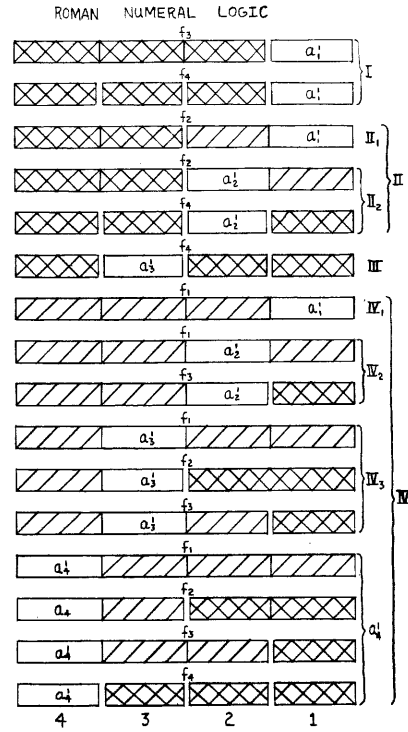 ROMAN NUMERAL LOGIC
f₃
a₁'
I
f₄
a₁'
f₂
a₁' II₁
II
f₂
a₂'
II₂
f₄
a₂'
f₄
a₃' III
f₁
a₁' IV₁
f₁
a₂'
IV₂
f₃
a₂'
f₁
a₃'
f₂
a₃' IV₃
IV
f₃
a₃'
f₁
a₄'
f₂
a₄
a₄'
f₃
a₄'
f₄
a₄'
4 3 2 1